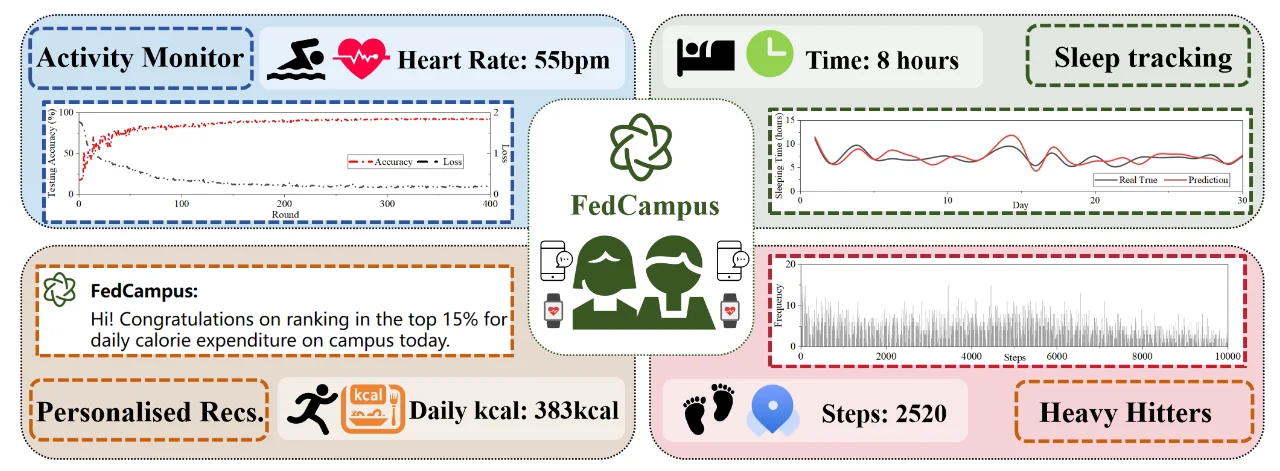 Activity Monitor
Heart Rate: 55bpm
Testing Accuracy (%)
100
50
0
2
1
0
Loss
Accuracy
Loss
0
100
200
300
400
Round
Time: 8 hours
Sleep tracking
Sleeping Time (hours)
15
10
5
0
Real True
Prediction
10
20
30
Day
FedCampus
FedCampus:
Hi! Congratulations on ranking in the top 15% for
daily calorie expenditure on campus today.
Personalised Recs.
kcal
Daily kcal: 383kcal
Frequency
20
10
0
0
2000
4000
6000
8000
10000
Steps
Steps: 2520
Heavy Hitters